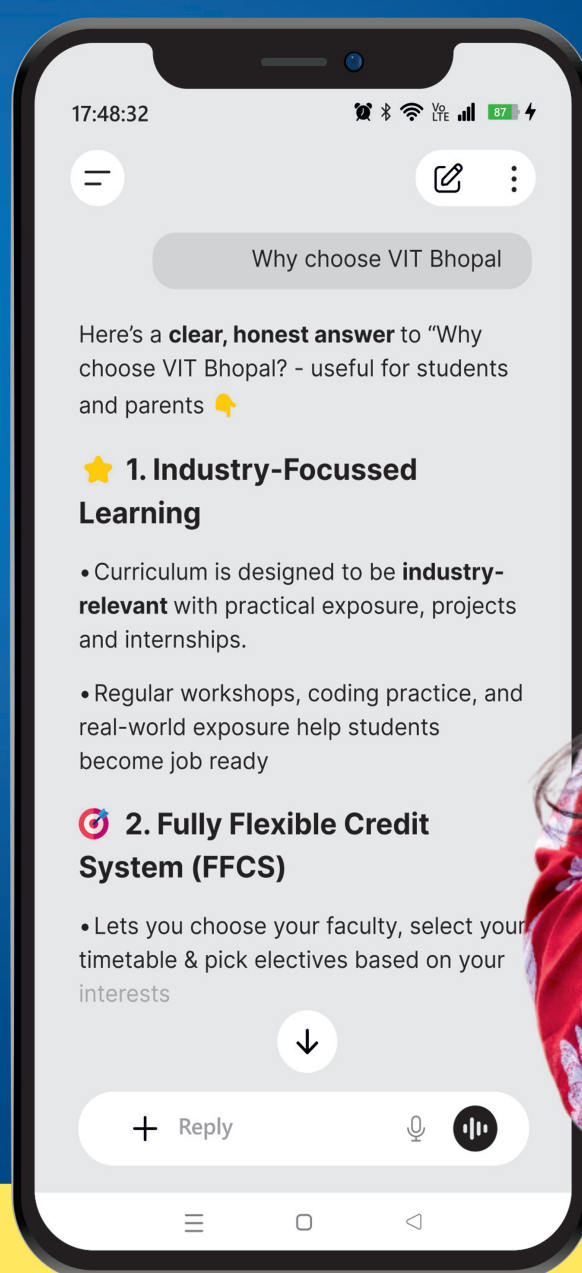 17:48:32
Vo LTE 87
Why choose VIT Bhopal
Here's a clear, honest answer to “Why
choose VIT Bhopal? - useful for students
and parents 👇
⭐ 1. Industry-Focussed
Learning
• Curriculum is designed to be industry-
relevant with practical exposure, projects
and internships.
• Regular workshops, coding practice, and
real-world exposure help students
become job ready
🎯 2. Fully Flexible Credit
System (FFCS)
• Lets you choose your faculty, select your
timetable & pick electives based on your
interests
Reply